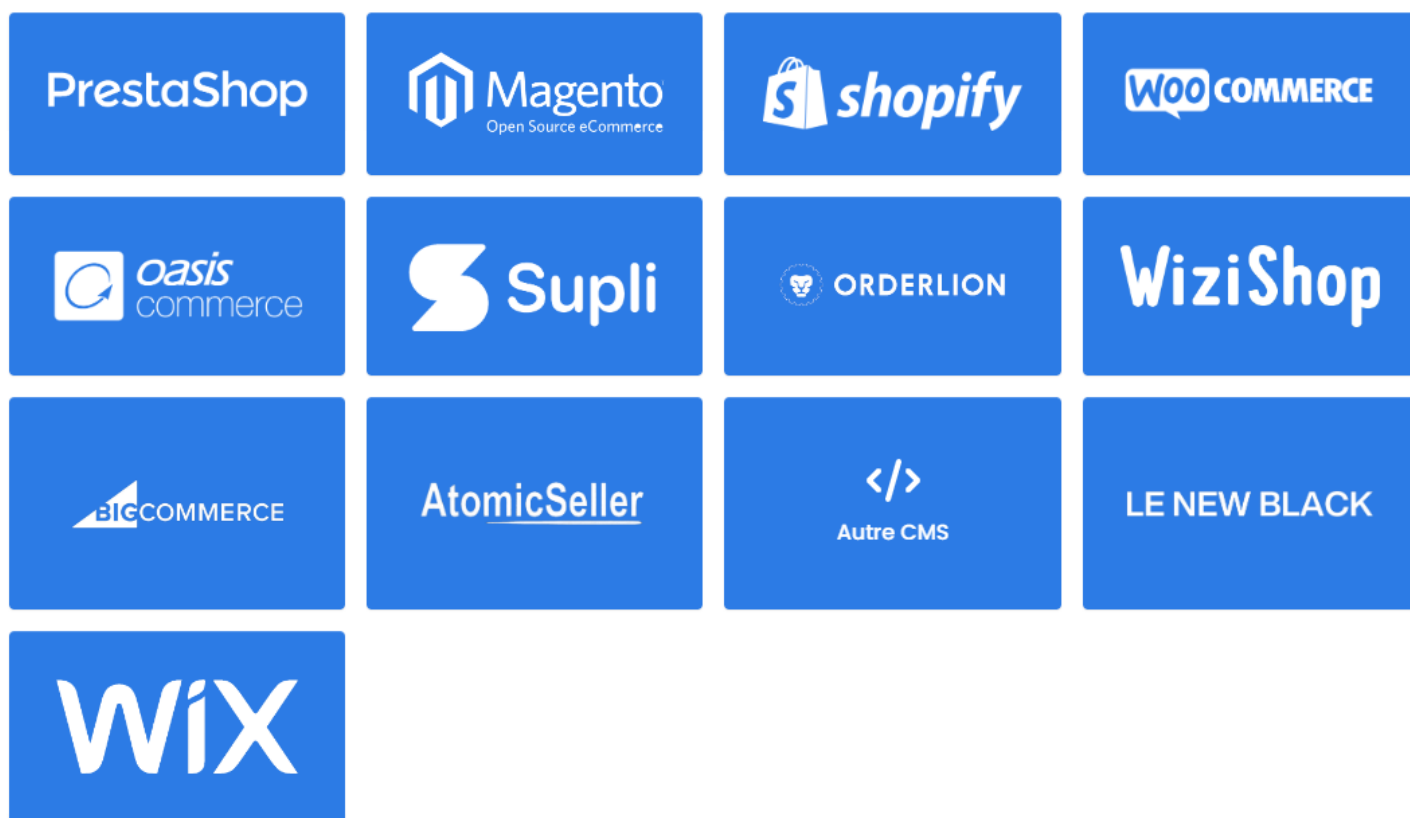 PrestaShop
Magento
Open Source eCommerce
S shopify
WOO COMMERCE
oasis
commerce
Supli
ORDERLION
WiziShop
BIGCOMMERCE
AtomicSeller
</>
Autre CMS
LE NEW BLACK
WiX